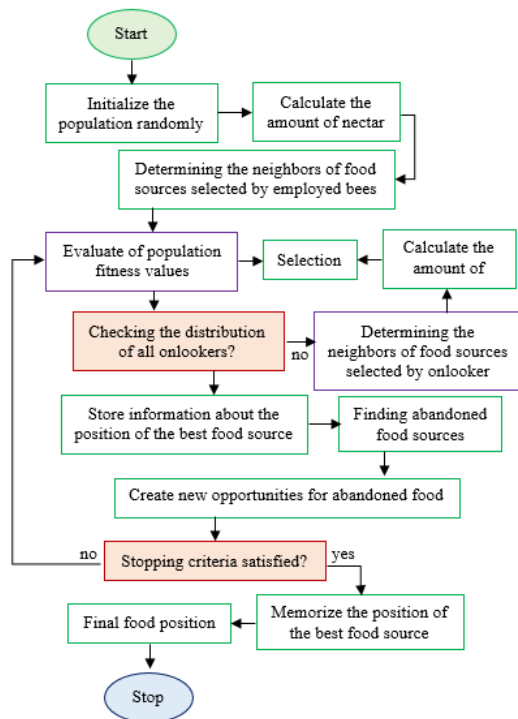 Start
Initialize the
population randomly
Calculate the
amount of nectar
Determining the neighbors of food
sources selected by employed bees
Evaluate of population
fitness values
Selection
Calculate the
amount of
Checking the distribution
of all onlookers?
no
Determining the
neighbors of food sources
selected by onlooker
Store information about the
position of the best food source
Finding abandoned
food sources
Create new opportunities for abandoned food
no
Stopping criteria satisfied?
yes
Final food position
Memorize the position of
the best food source
Stop